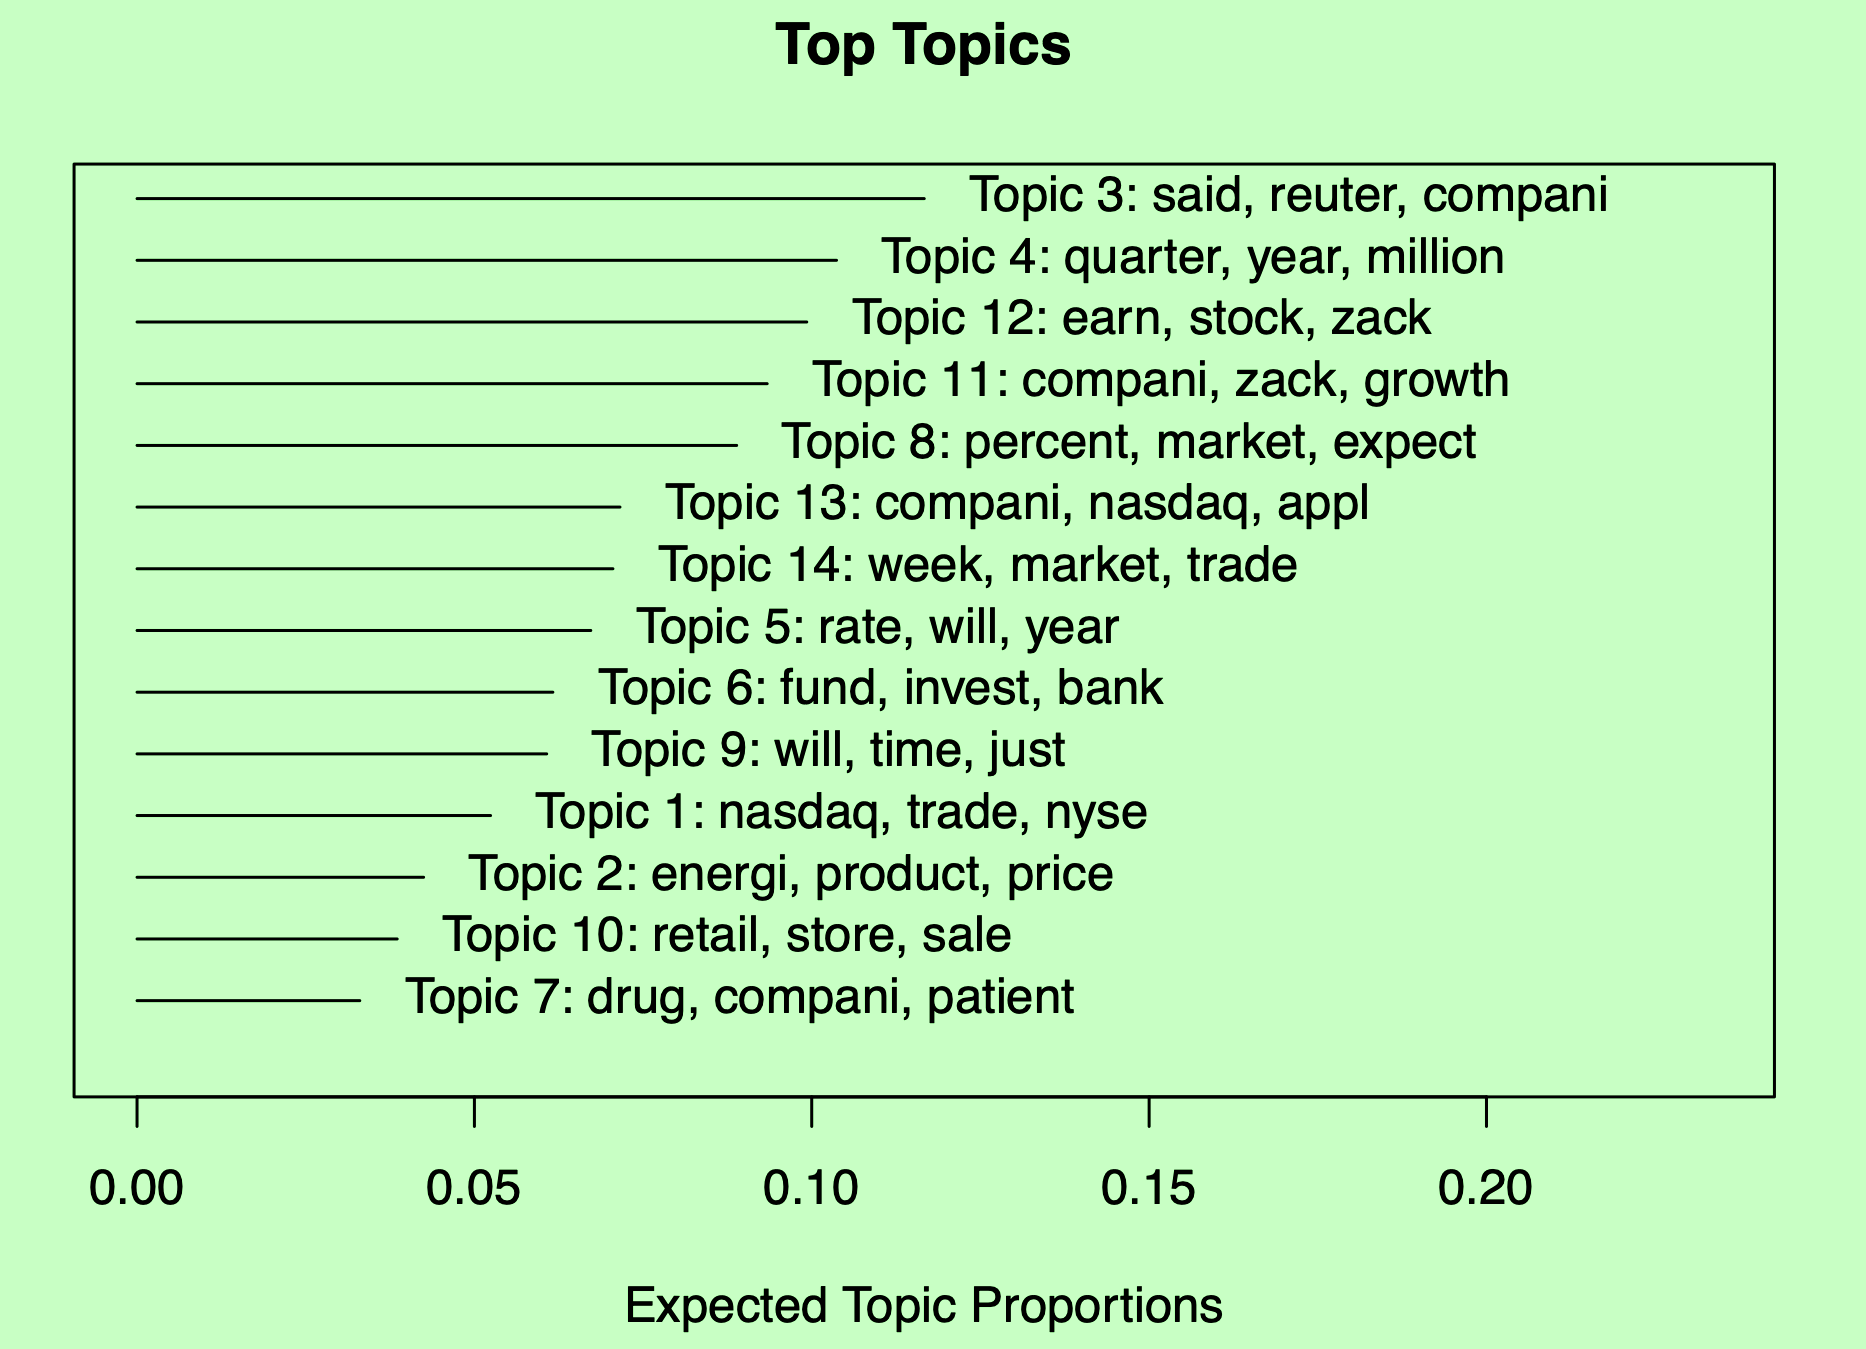 Top Topics
Topic 3: said, reuter, compani
Topic 4: quarter, year, million
Topic 12: earn, stock, zack
Topic 11: compani, zack, growth
Topic 8: percent, market, expect
Topic 13: compani, nasdaq, appl
Topic 14: week, market, trade
Topic 5: rate, will, year
Topic 6: fund, invest, bank
Topic 9: will, time, just
Topic 1: nasdaq, trade, nyse
Topic 2: energi, product, price
Topic 10: retail, store, sale
Topic 7: drug, compani, patient
0.00 0.05 0.10 0.15 0.20
Expected Topic Proportions